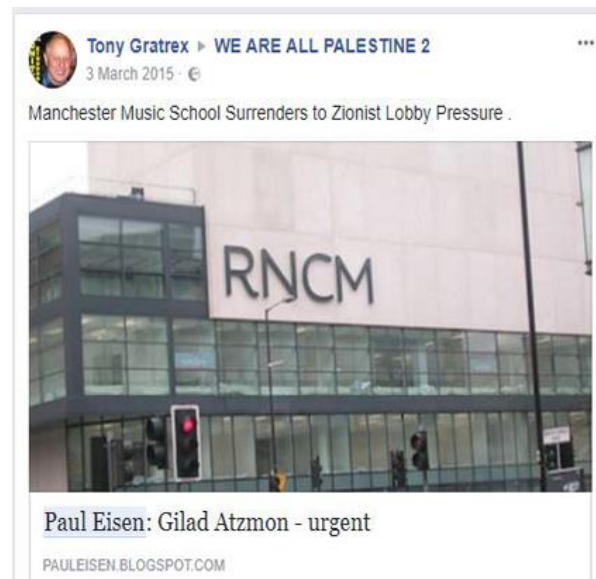 Tony Gratrex ▸ WE ARE ALL PALESTINE 2
3 March 2015 ·
Manchester Music School Surrenders to Zionist Lobby Pressure .
RNCM
Paul Eisen: Gilad Atzmon - urgent
PAULEISEN.BLOGSPOT.COM